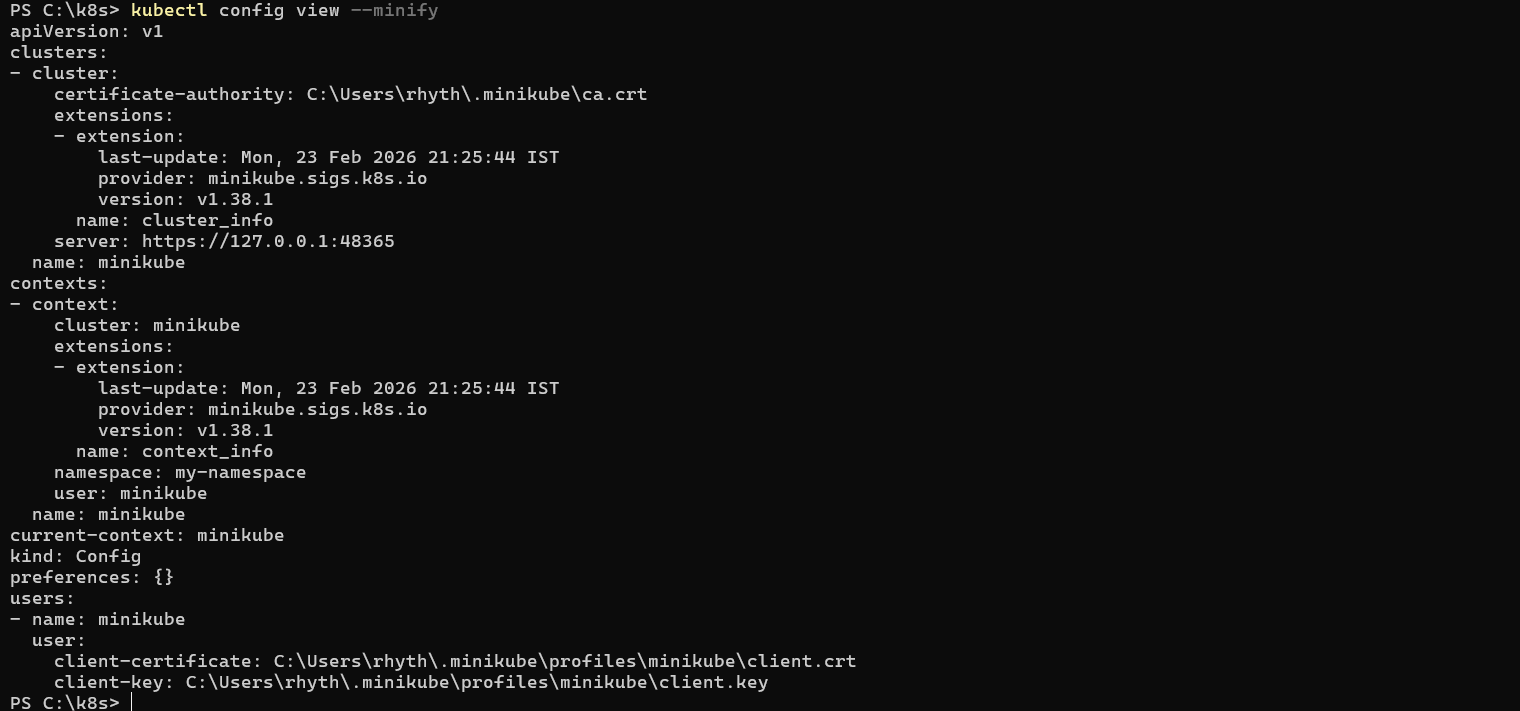 PS C:\k8s> kubectl config view --minify
apiVersion: v1
clusters:
- cluster:
    certificate-authority: C:\Users\rhyth\.minikube\ca.crt
    extensions:
    - extension:
        last-update: Mon, 23 Feb 2026 21:25:44 IST
        provider: minikube.sigs.k8s.io
        version: v1.38.1
      name: cluster_info
    server: https://127.0.0.1:48365
  name: minikube
contexts:
- context:
    cluster: minikube
    extensions:
    - extension:
        last-update: Mon, 23 Feb 2026 21:25:44 IST
        provider: minikube.sigs.k8s.io
        version: v1.38.1
      name: context_info
    namespace: my-namespace
    user: minikube
  name: minikube
current-context: minikube
kind: Config
preferences: {}
users:
- name: minikube
  user:
    client-certificate: C:\Users\rhyth\.minikube\profiles\minikube\client.crt
    client-key: C:\Users\rhyth\.minikube\profiles\minikube\client.key
PS C:\k8s>